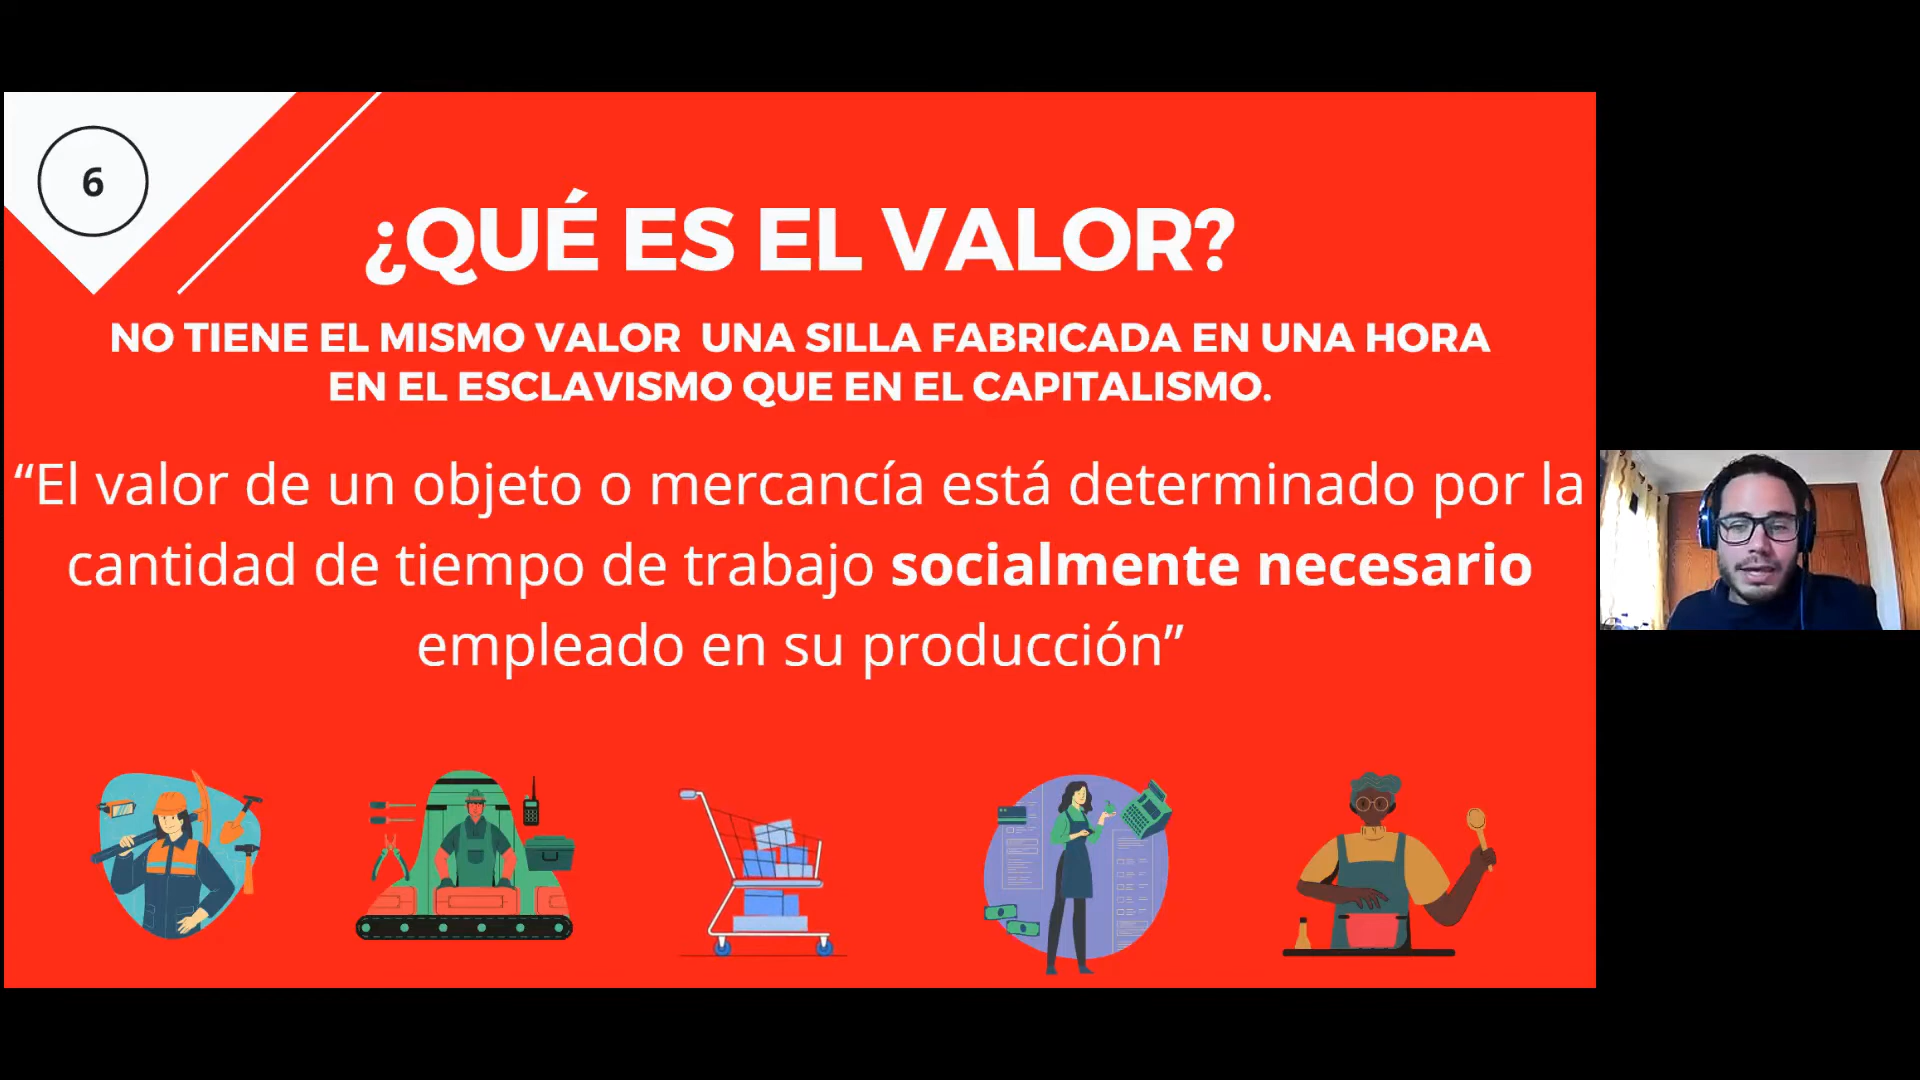 6
¿QUÉ ES EL VALOR?
NO TIENE EL MISMO VALOR UNA SILLA FABRICADA EN UNA HORA
EN EL ESCLAVISMO QUE EN EL CAPITALISMO.
“El valor de un objeto o mercancía está determinado por la
cantidad de tiempo de trabajo socialmente necesario
empleado en su producción”